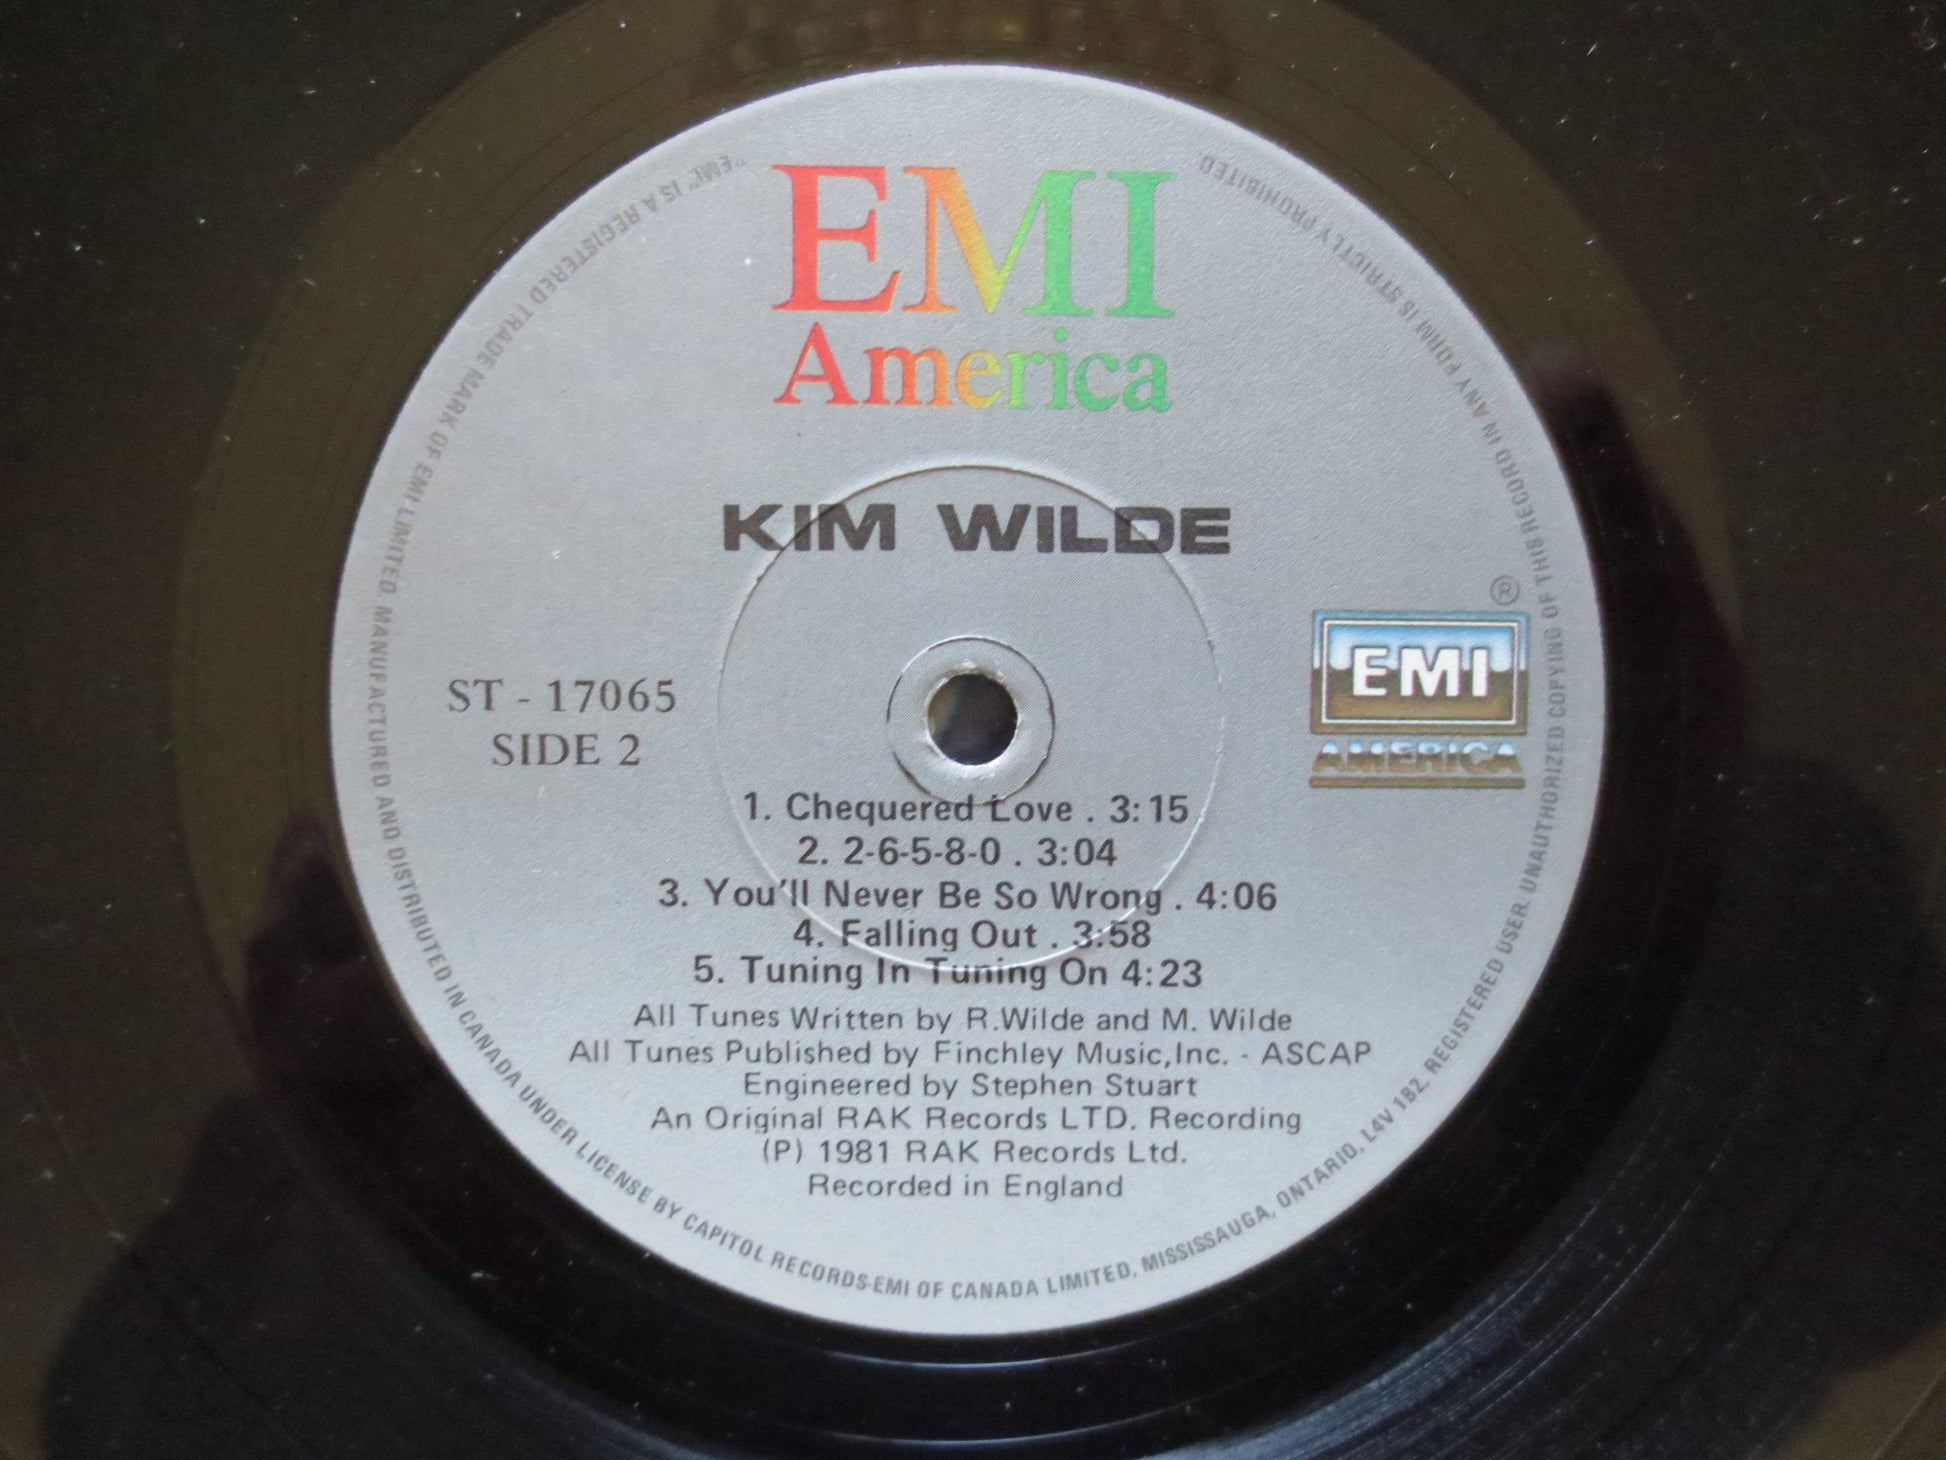 EMI
America
KIM WILDE
®
EMI
AMERICA
ST - 17065
SIDE 2
1. Chequered Love . 3:15
2. 2-6-5-8-0 . 3:04
3. You'll Never Be So Wrong . 4:06
4. Falling Out . 3:58
5. Tuning In Tuning On 4:23
All Tunes Written by R.Wilde and M. Wilde
All Tunes Published by Finchley Music,Inc. - ASCAP
Engineered by Stephen Stuart
An Original RAK Records LTD. Recording
(P) 1981 RAK Records Ltd.
Recorded in England
"EMI" IS A REGISTERED TRADE MARK OF EMI LIMITED. MANUFACTURED AND DISTRIBUTED IN CANADA UNDER LICENSE BY CAPITOL RECORDS-EMI OF CANADA LIMITED, MISSISSAUGA, ONTARIO, L4V 1B2, REGISTERED USER. UNAUTHORIZED COPYING OF THIS RECORD IN ANY FORM IS STRICTLY PROHIBITED.